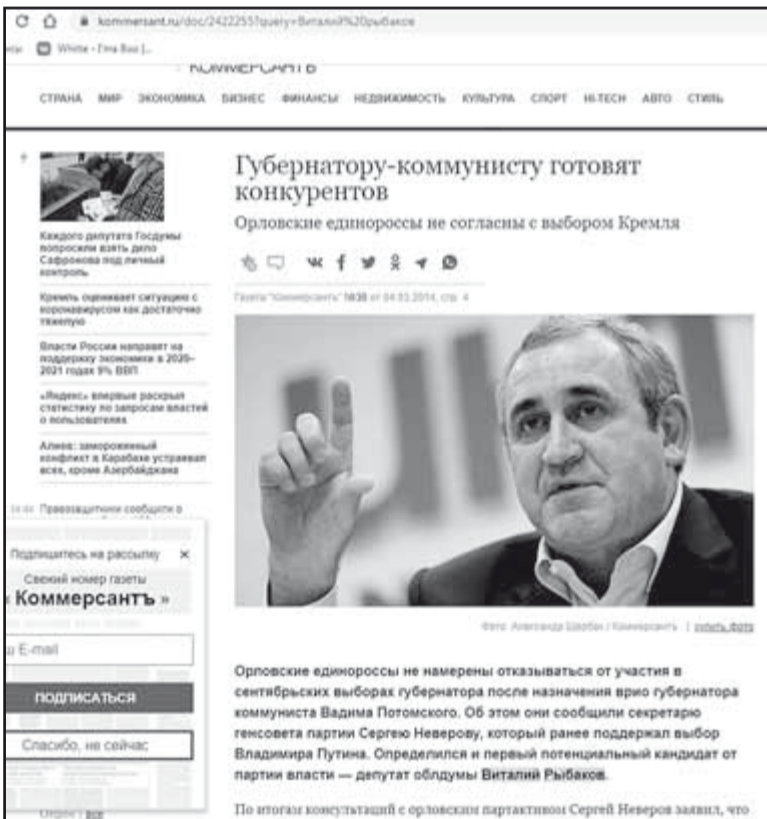 kommersant.ru/doc/2422255?query=Виталий%20рыбаков
КОММЕРСАНТЪ
СТРАНА МИР ЭКОНОМИКА БИЗНЕС ФИНАНСЫ НЕДВИЖИМОСТЬ КУЛЬТУРА СПОРТ HI-TECH АВТО СТИЛЬ
Каждого депутата Госдумы
попросили взять дело
Сафронова под личный
контроль
Кремль оценивает ситуацию с
коронавирусом как достаточно
тяжелую
Власти России направят на
поддержку экономики в 2020–
2021 годах 9% ВВП
«Яндекс» впервые раскрыл
статистику по запросам властей
о пользователях
Алиев: замороженный
конфликт в Карабахе устраивал
всех, кроме Азербайджана
Правозащитники сообщили о
Подпишитесь на рассылку ×
Свежий номер газеты
«Коммерсантъ»
E-mail
ПОДПИСАТЬСЯ
Спасибо, не сейчас
все
Губернатору-коммунисту готовят
конкурентов
Орловские единороссы не согласны с выбором Кремля
Газета "Коммерсантъ" №36 от 04.03.2014, стр. 4
Фото: Александр Щербак / Коммерсантъ | купить фото
Орловские единороссы не намерены отказываться от участия в
сентябрьских выборах губернатора после назначения врио губернатора
коммуниста Вадима Потомского. Об этом они сообщили секретарю
генсовета партии Сергею Неверову, который ранее поддержал выбор
Владимира Путина. Определился и первый потенциальный кандидат от
партии власти — депутат облдумы Виталий Рыбаков.
По итогам консультаций с орловским партактивом Сергей Неверов заявил, что